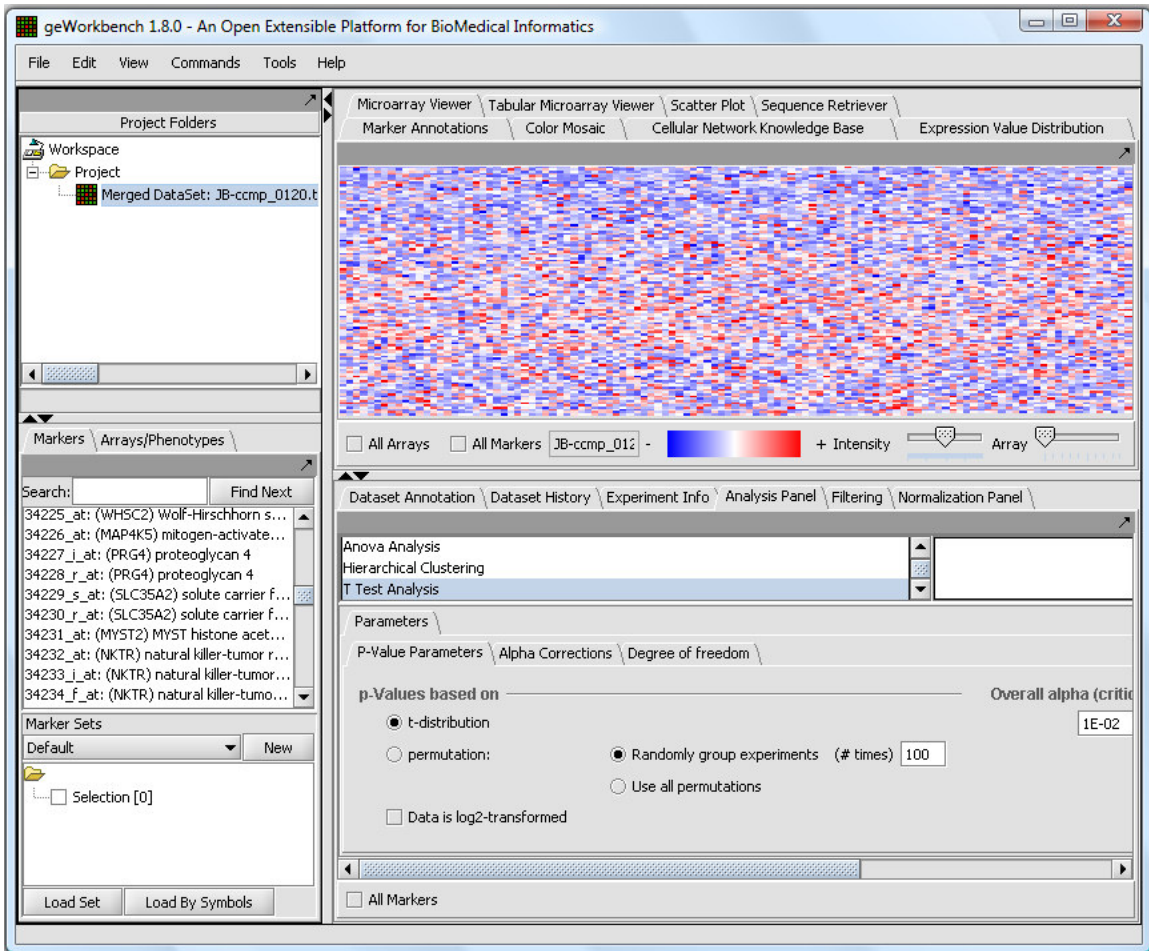 geWorkbench 1.8.0 - An Open Extensible Platform for BioMedical Informatics
File Edit View Commands Tools Help
Project Folders
Workspace
Project
Merged DataSet: JB-ccmp_0120.t
Markers Arrays/Phenotypes
Search: Find Next
34225_at: (WHSC2) Wolf-Hirschhorn s...
34226_at: (MAP4K5) mitogen-activate...
34227_i_at: (PRG4) proteoglycan 4
34228_r_at: (PRG4) proteoglycan 4
34229_s_at: (SLC35A2) solute carrier f...
34230_r_at: (SLC35A2) solute carrier f...
34231_at: (MYST2) MYST histone acet...
34232_at: (NKTR) natural killer-tumor r...
34233_i_at: (NKTR) natural killer-tumor...
34234_f_at: (NKTR) natural killer-tumo...
Marker Sets
Default New
Selection [0]
Load Set Load By Symbols
Microarray Viewer Tabular Microarray Viewer Scatter Plot Sequence Retriever
Marker Annotations Color Mosaic Cellular Network Knowledge Base Expression Value Distribution
All Arrays All Markers JB-ccmp_012 - + Intensity Array
Dataset Annotation Dataset History Experiment Info Analysis Panel Filtering Normalization Panel
Anova Analysis
Hierarchical Clustering
T Test Analysis
Parameters
P-Value Parameters Alpha Corrections Degree of freedom
p-Values based on Overall alpha (critic
t-distribution 1E-02
permutation: Randomly group experiments (# times) 100
Use all permutations
Data is log2-transformed
All Markers